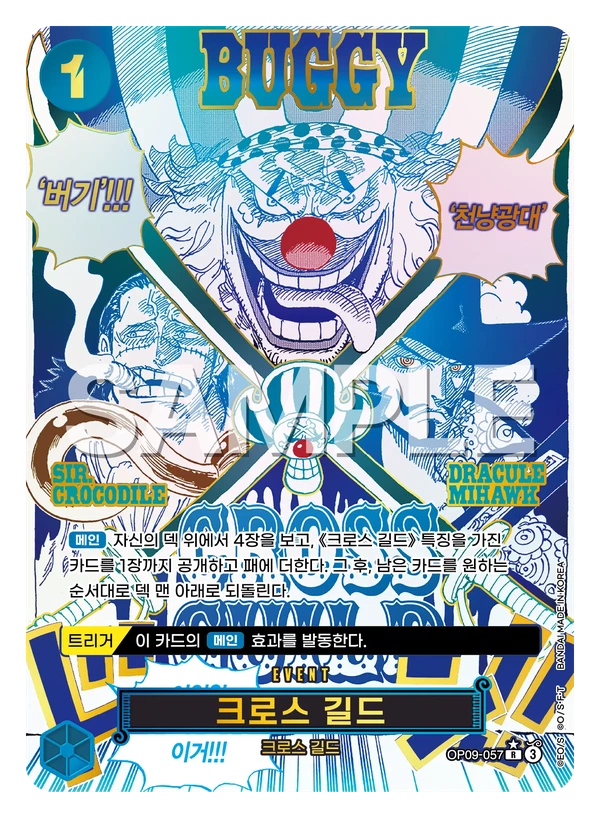 1
BUGGY
‘버기’!!!
‘천냥광대’
SAMPLE
SIR.
CROCODILE
DRACULE
MIHAWK
CROSS
GUILD
메인 자신의 덱 위에서 4장을 보고, 《크로스 길드》 특징을 가진
카드를 1장까지 공개하고 패에 더한다. 그 후, 남은 카드를 원하는
순서대로 덱 맨 아래로 되돌린다.
트리거 이 카드의 메인 효과를 발동한다.
EVENT
크로스 길드
이거!!!
크로스 길드
OP09-057 R 3
BANDAI MADE IN KOREA